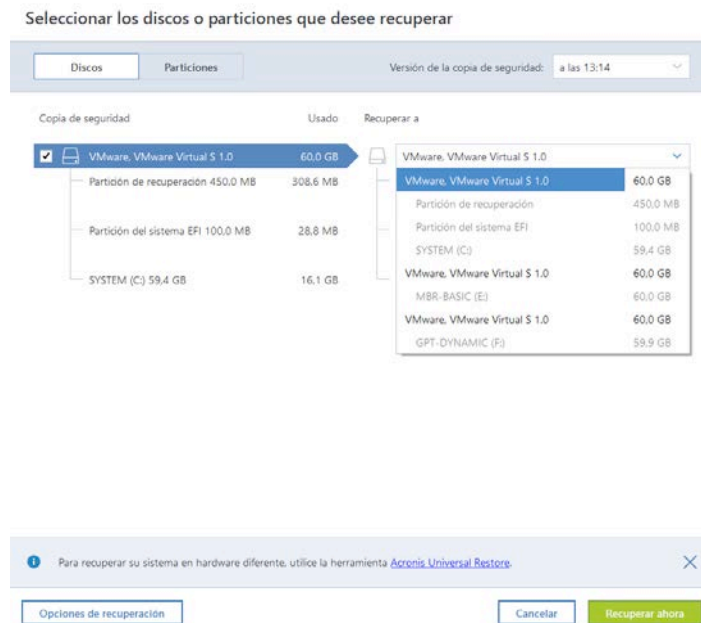 Seleccionar los discos o particiones que desee recuperar
Discos Particiones Versión de la copia de seguridad: a las 13:14
Copia de seguridad Usado Recuperar a
VMware, VMware Virtual S 1.0 60,0 GB VMware, VMware Virtual S 1.0
Partición de recuperación 450,0 MB 308,6 MB VMware, VMware Virtual S 1.0 60,0 GB
Partición de recuperación 450,0 MB
Partición del sistema EFI 100,0 MB 28,8 MB Partición del sistema EFI 100,0 MB
SYSTEM (C:) 59,4 GB
SYSTEM (C:) 59,4 GB 16,1 GB VMware, VMware Virtual S 1.0 60,0 GB
MBR-BASIC (E:) 60,0 GB
VMware, VMware Virtual S 1.0 60,0 GB
GPT-DYNAMIC (F:) 59,9 GB
Para recuperar su sistema en hardware diferente, utilice la herramienta Acronis Universal Restore.
Opciones de recuperación Cancelar Recuperar ahora